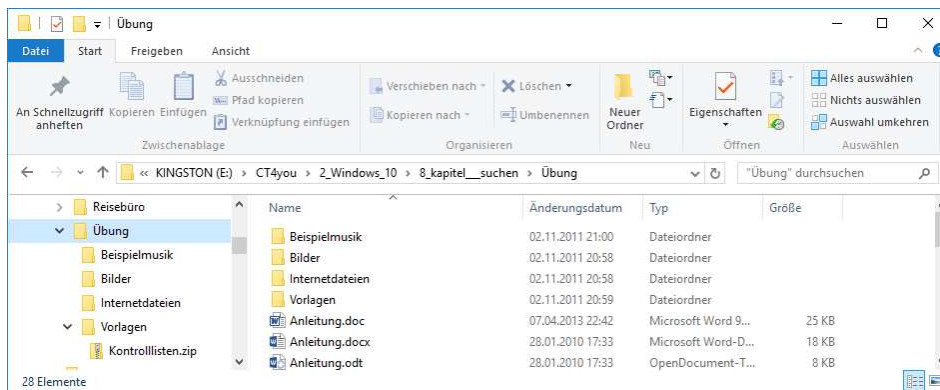 Übung
Datei Start Freigeben Ansicht
An Schnellzugriff anheften
Kopieren
Einfügen
Ausschneiden
Pfad kopieren
Verknüpfung einfügen
Zwischenablage
Verschieben nach
Kopieren nach
Löschen
Umbenennen
Organisieren
Neuer Ordner
Neu
Eigenschaften
Öffnen
Alles auswählen
Nichts auswählen
Auswahl umkehren
Auswählen
« KINGSTON (E:) > CT4you > 2_Windows_10 > 8_kapitel__suchen > Übung
"Übung" durchsuchen
Reisebüro
Übung
Beispielmusik
Bilder
Internetdateien
Vorlagen
Kontrolllisten.zip
Name Änderungsdatum Typ Größe
Beispielmusik 02.11.2011 21:00 Dateiordner
Bilder 02.11.2011 20:58 Dateiordner
Internetdateien 02.11.2011 20:58 Dateiordner
Vorlagen 02.11.2011 20:59 Dateiordner
Anleitung.doc 07.04.2013 22:42 Microsoft Word 9... 25 KB
Anleitung.docx 28.01.2010 17:33 Microsoft Word-D... 18 KB
Anleitung.odt 28.01.2010 17:33 OpenDocument-T... 8 KB
28 Elemente